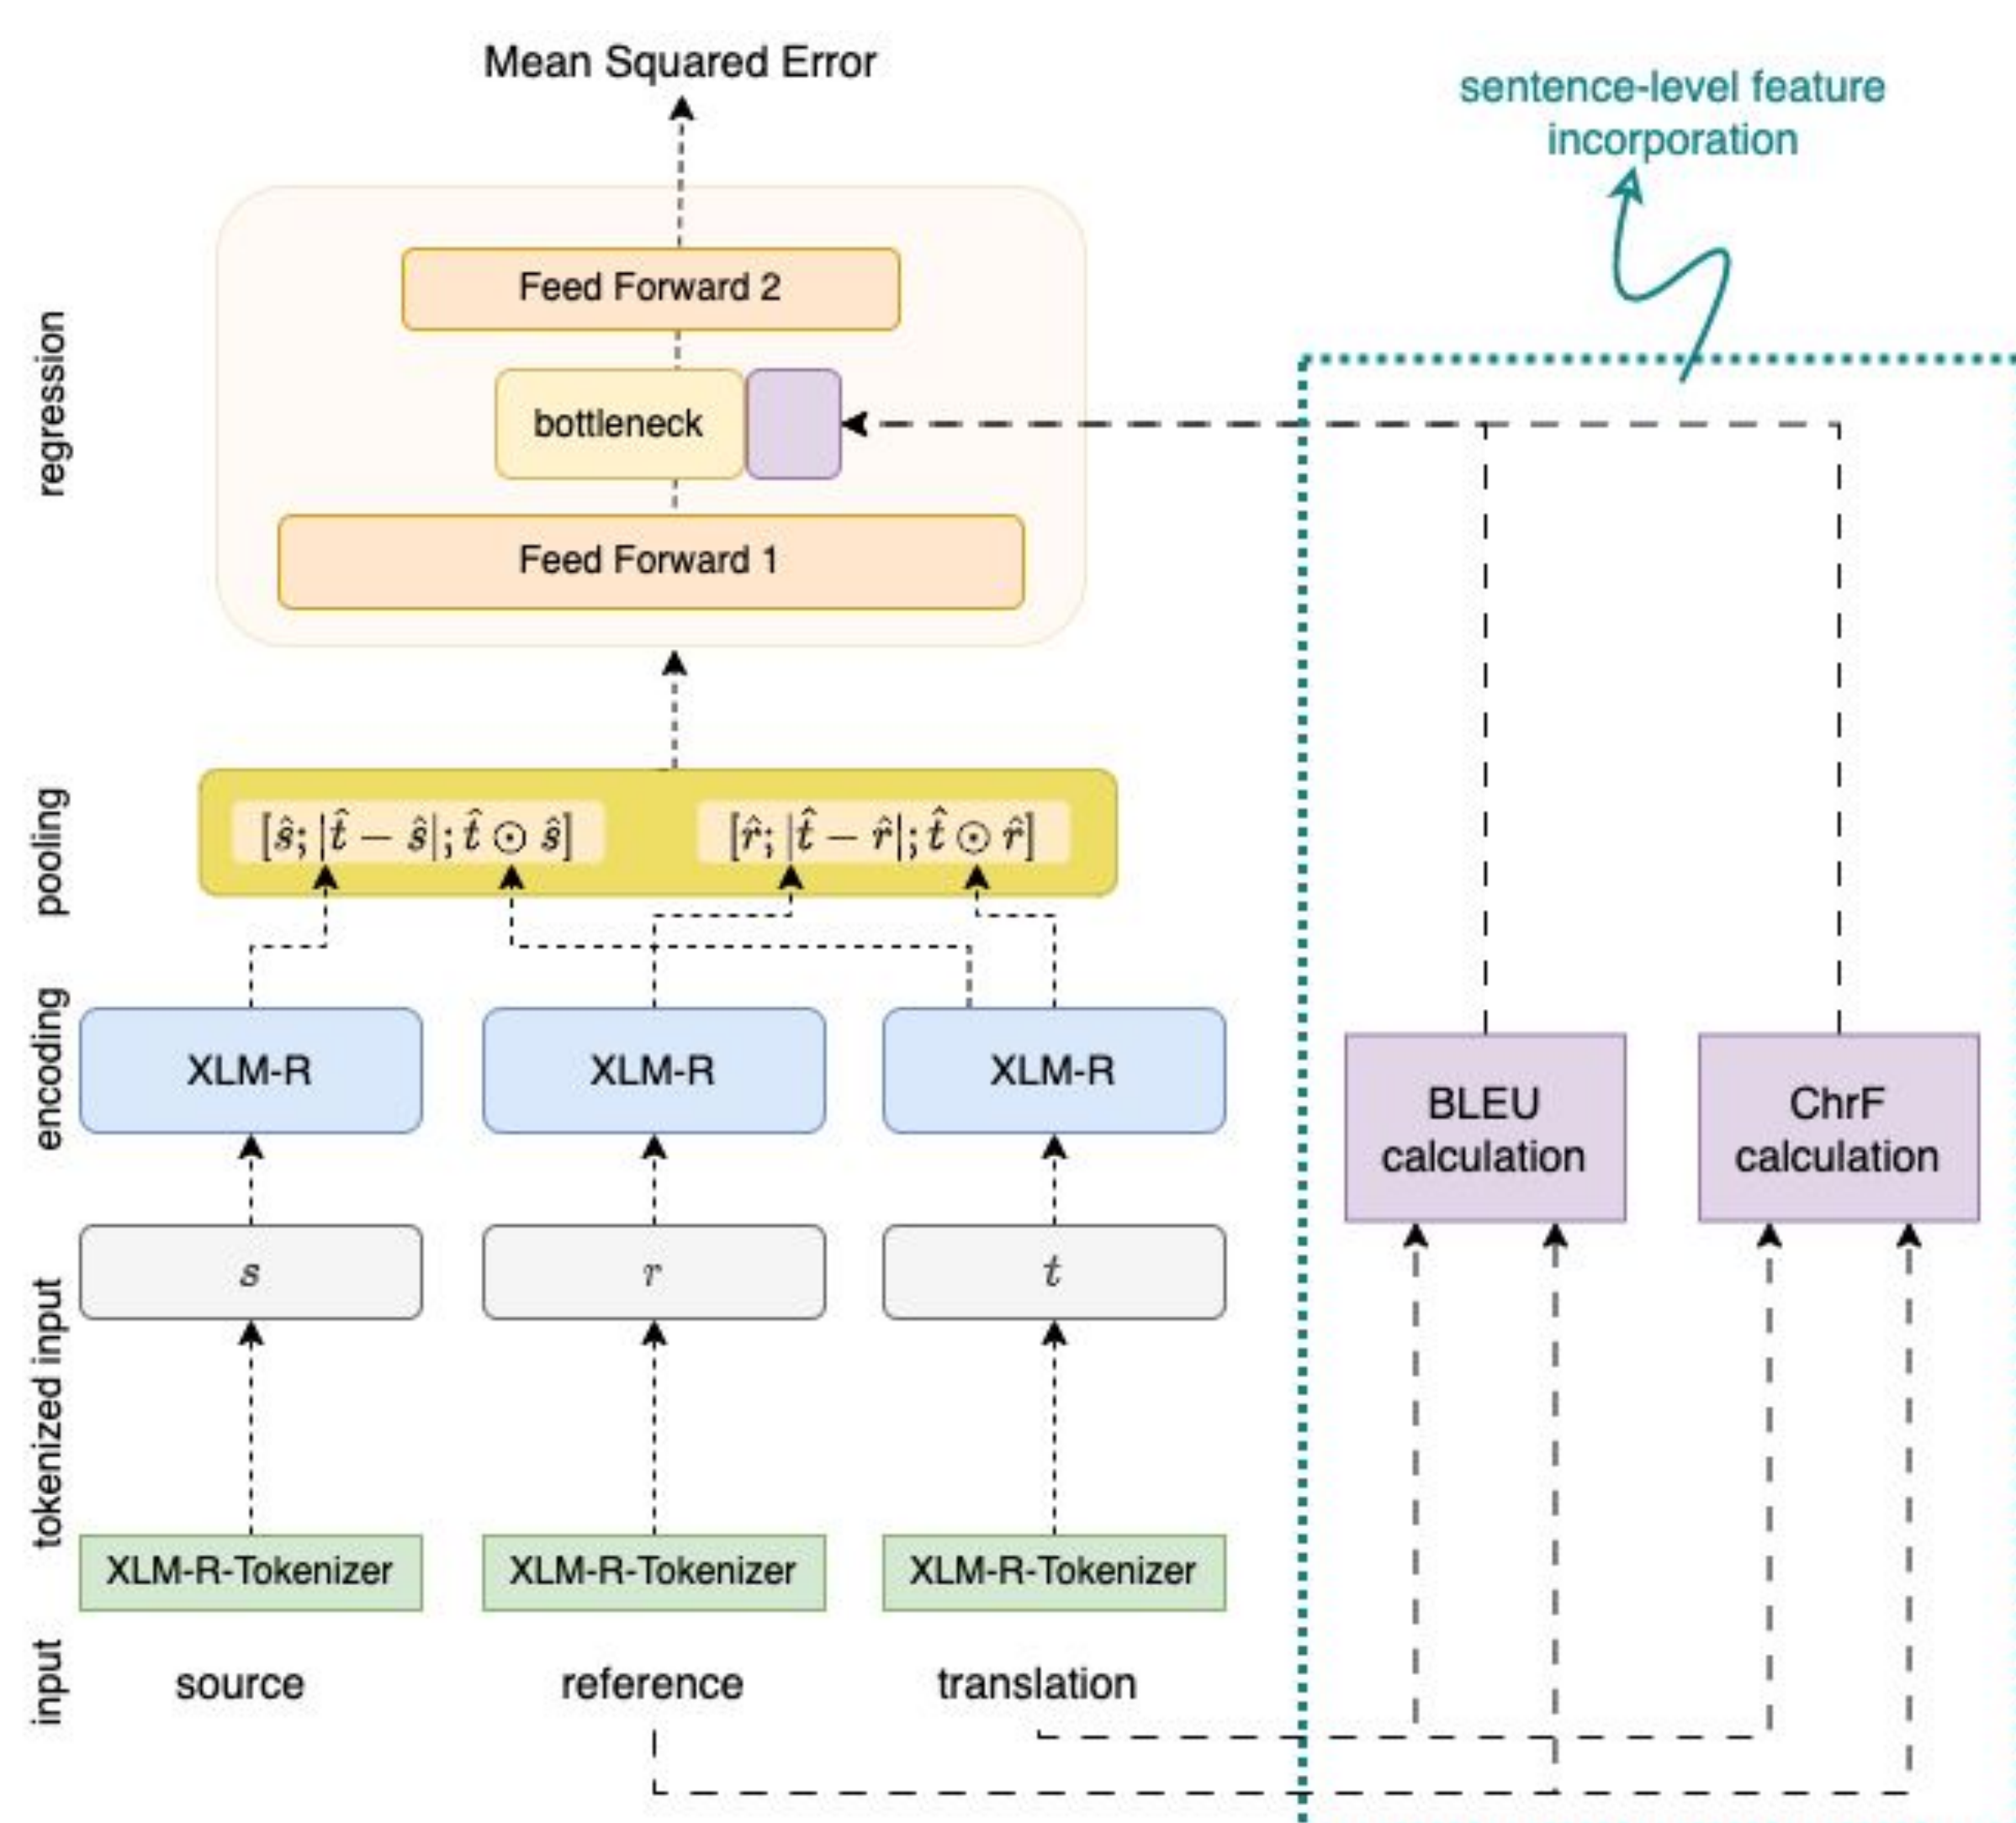 Mean Squared Error
sentence-level feature
incorporation
regression
Feed Forward 2
bottleneck
Feed Forward 1
pooling
[ŝ; |t̂ − ŝ|; t̂ ⊙ ŝ]
[r̂; |t̂ − r̂|; t̂ ⊙ r̂]
encoding
XLM-R
XLM-R
XLM-R
BLEU
calculation
ChrF
calculation
tokenized input
s
r
t
XLM-R-Tokenizer
XLM-R-Tokenizer
XLM-R-Tokenizer
input
source
reference
translation